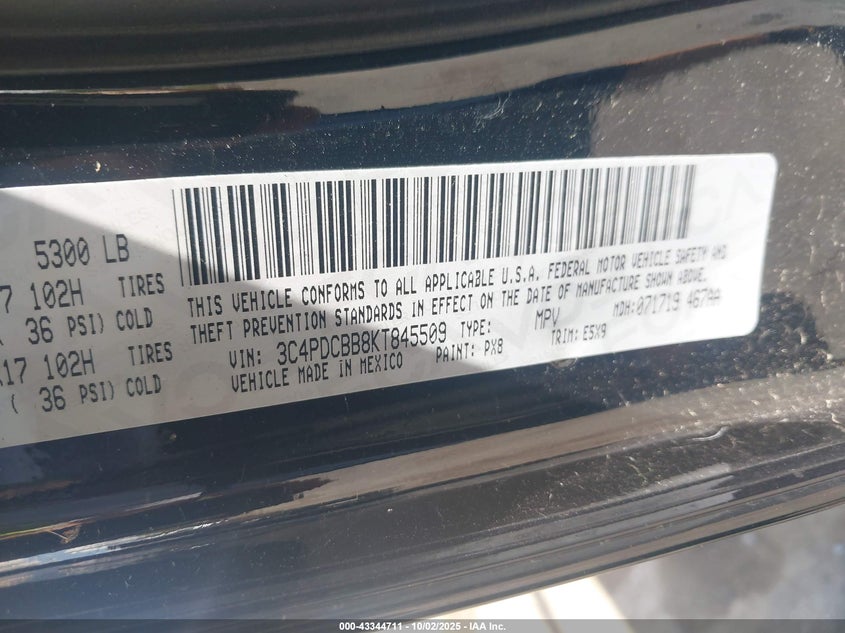 5300 LB
7 102H TIRES
( 36 PSI) COLD
17 102H TIRES
( 36 PSI) COLD
THIS VEHICLE CONFORMS TO ALL APPLICABLE U.S.A. FEDERAL MOTOR VEHICLE SAFETY AND
THEFT PREVENTION STANDARDS IN EFFECT ON THE DATE OF MANUFACTURE SHOWN ABOVE.
VIN: 3C4PDCBB8KT845509 TYPE: MPV MDH: 071719 467AA
VEHICLE MADE IN MEXICO PAINT: PX8 TRIM: E5X9
000-43344711 | 10/02/2025 | IAA Inc.